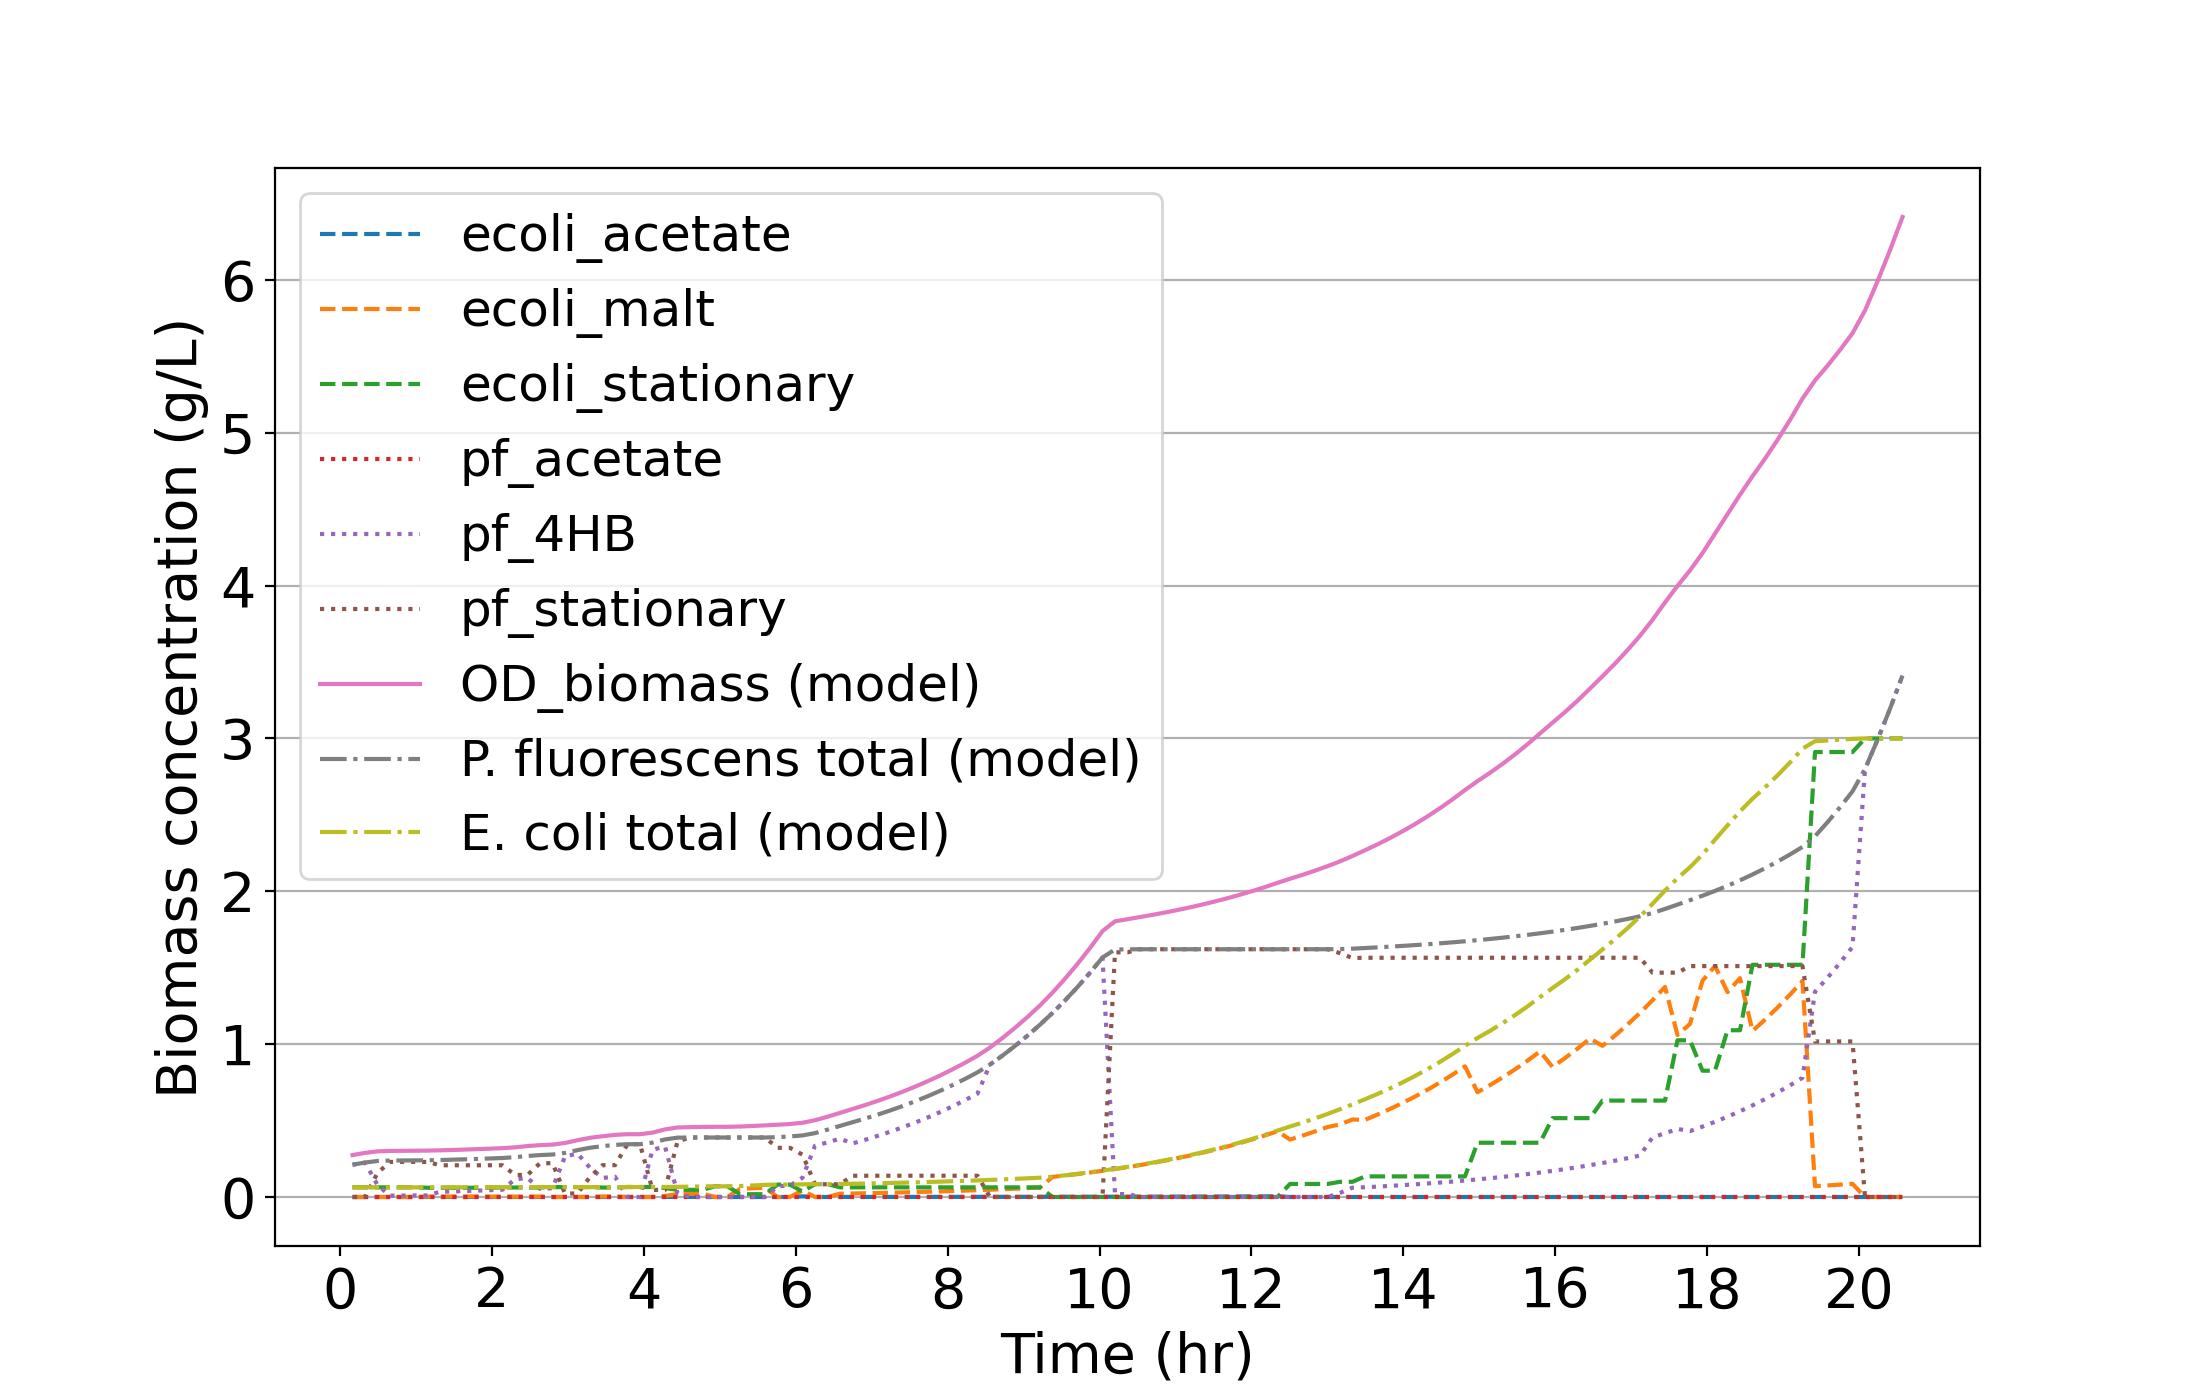 ecoli_acetate
ecoli_malt
ecoli_stationary
pf_acetate
pf_4HB
pf_stationary
OD_biomass (model)
P. fluorescens total (model)
E. coli total (model)
Biomass concentration (g/L)
6
5
4
3
2
1
0
0 2 4 6 8 10 12 14 16 18 20
Time (hr)